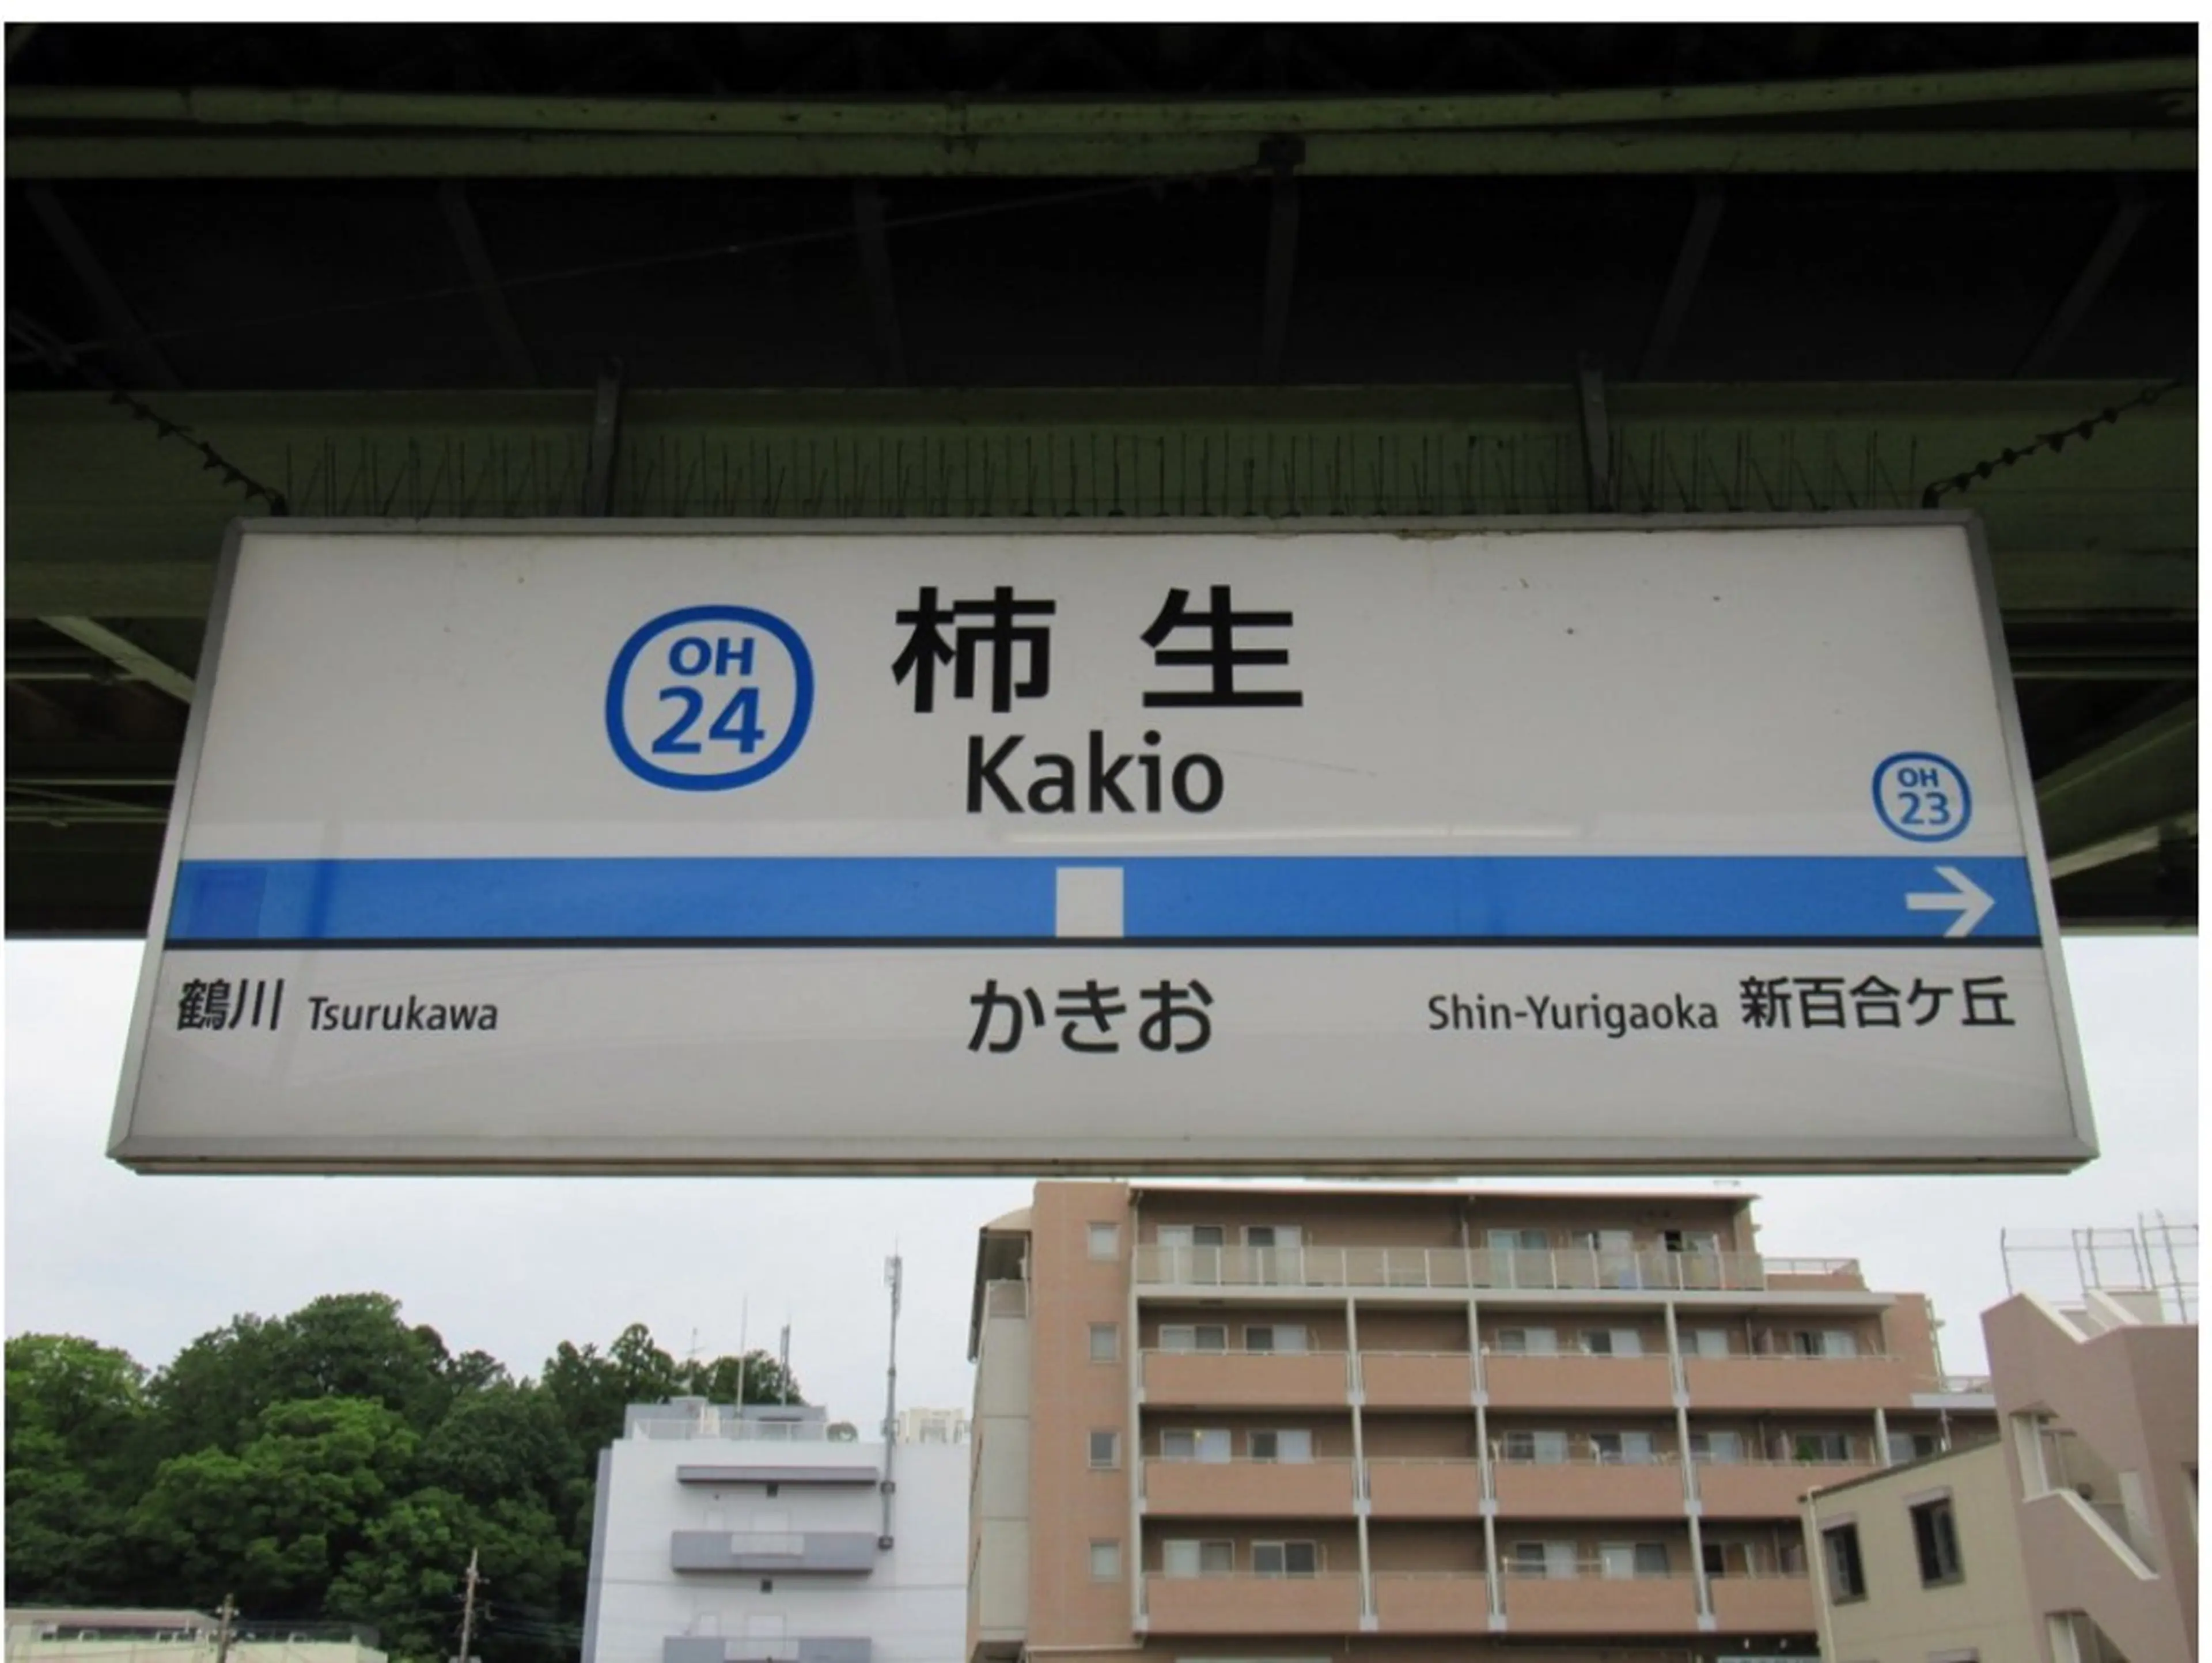 OH
24
柿生
Kakio
OH
23
→
鶴川 Tsurukawa
かきお
Shin-Yurigaoka 新百合ケ丘